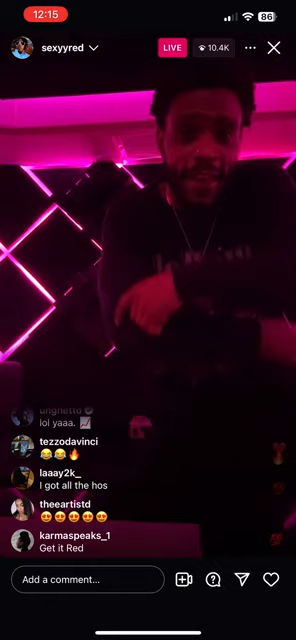 12:15
86
sexyyred
LIVE
10.4K
unghetto
lol yaaa.
tezzodavinci
😂😂🔥
laaay2k_
I got all the hos
theeartistd
😍😍😍😍😍
karmaspeaks_1
Get it Red
Add a comment...